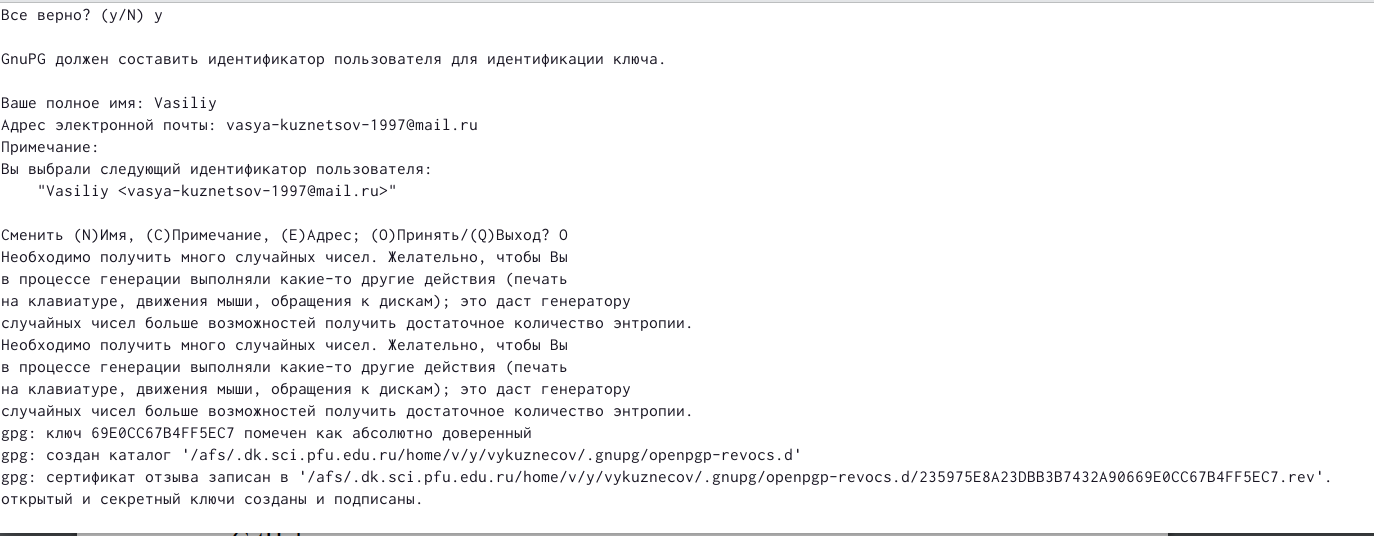 Все верно? (y/N) y
GnuPG должен составить идентификатор пользователя для идентификации ключа.
Ваше полное имя: Vasiliy
Адрес электронной почты: vasya-kuznetsov-1997@mail.ru
Примечание:
Вы выбрали следующий идентификатор пользователя:
"Vasiliy <vasya-kuznetsov-1997@mail.ru>"
Сменить (N)Имя, (C)Примечание, (E)Адрес; (O)Принять/(Q)Выход? O
Необходимо получить много случайных чисел. Желательно, чтобы Вы
в процессе генерации выполняли какие-то другие действия (печать
на клавиатуре, движения мыши, обращения к дискам); это даст генератору
случайных чисел больше возможностей получить достаточное количество энтропии.
Необходимо получить много случайных чисел. Желательно, чтобы Вы
в процессе генерации выполняли какие-то другие действия (печать
на клавиатуре, движения мыши, обращения к дискам); это даст генератору
случайных чисел больше возможностей получить достаточное количество энтропии.
gpg: ключ 69E0CC67B4FF5EC7 помечен как абсолютно доверенный
gpg: создан каталог '/afs/.dk.sci.pfu.edu.ru/home/v/y/vykuznecov/.gnupg/openpgp-revocs.d'
gpg: сертификат отзыва записан в '/afs/.dk.sci.pfu.edu.ru/home/v/y/vykuznecov/.gnupg/openpgp-revocs.d/235975E8A23DBB3B7432A90669E0CC67B4FF5EC7.rev'.
открытый и секретный ключи созданы и подписаны.